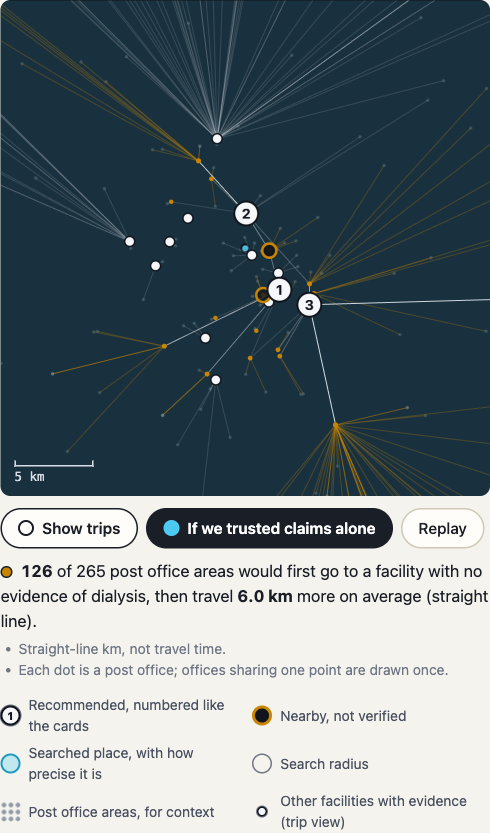 2
1
3
5 km
Show trips
If we trusted claims alone
Replay
126 of 265 post office areas would first go to a facility with no
evidence of dialysis, then travel 6.0 km more on average (straight
line).
• Straight-line km, not travel time.
• Each dot is a post office; offices sharing one point are drawn once.
1
Recommended, numbered like
the cards
Nearby, not verified
Searched place, with how
precise it is
Search radius
Post office areas, for context
Other facilities with evidence
(trip view)